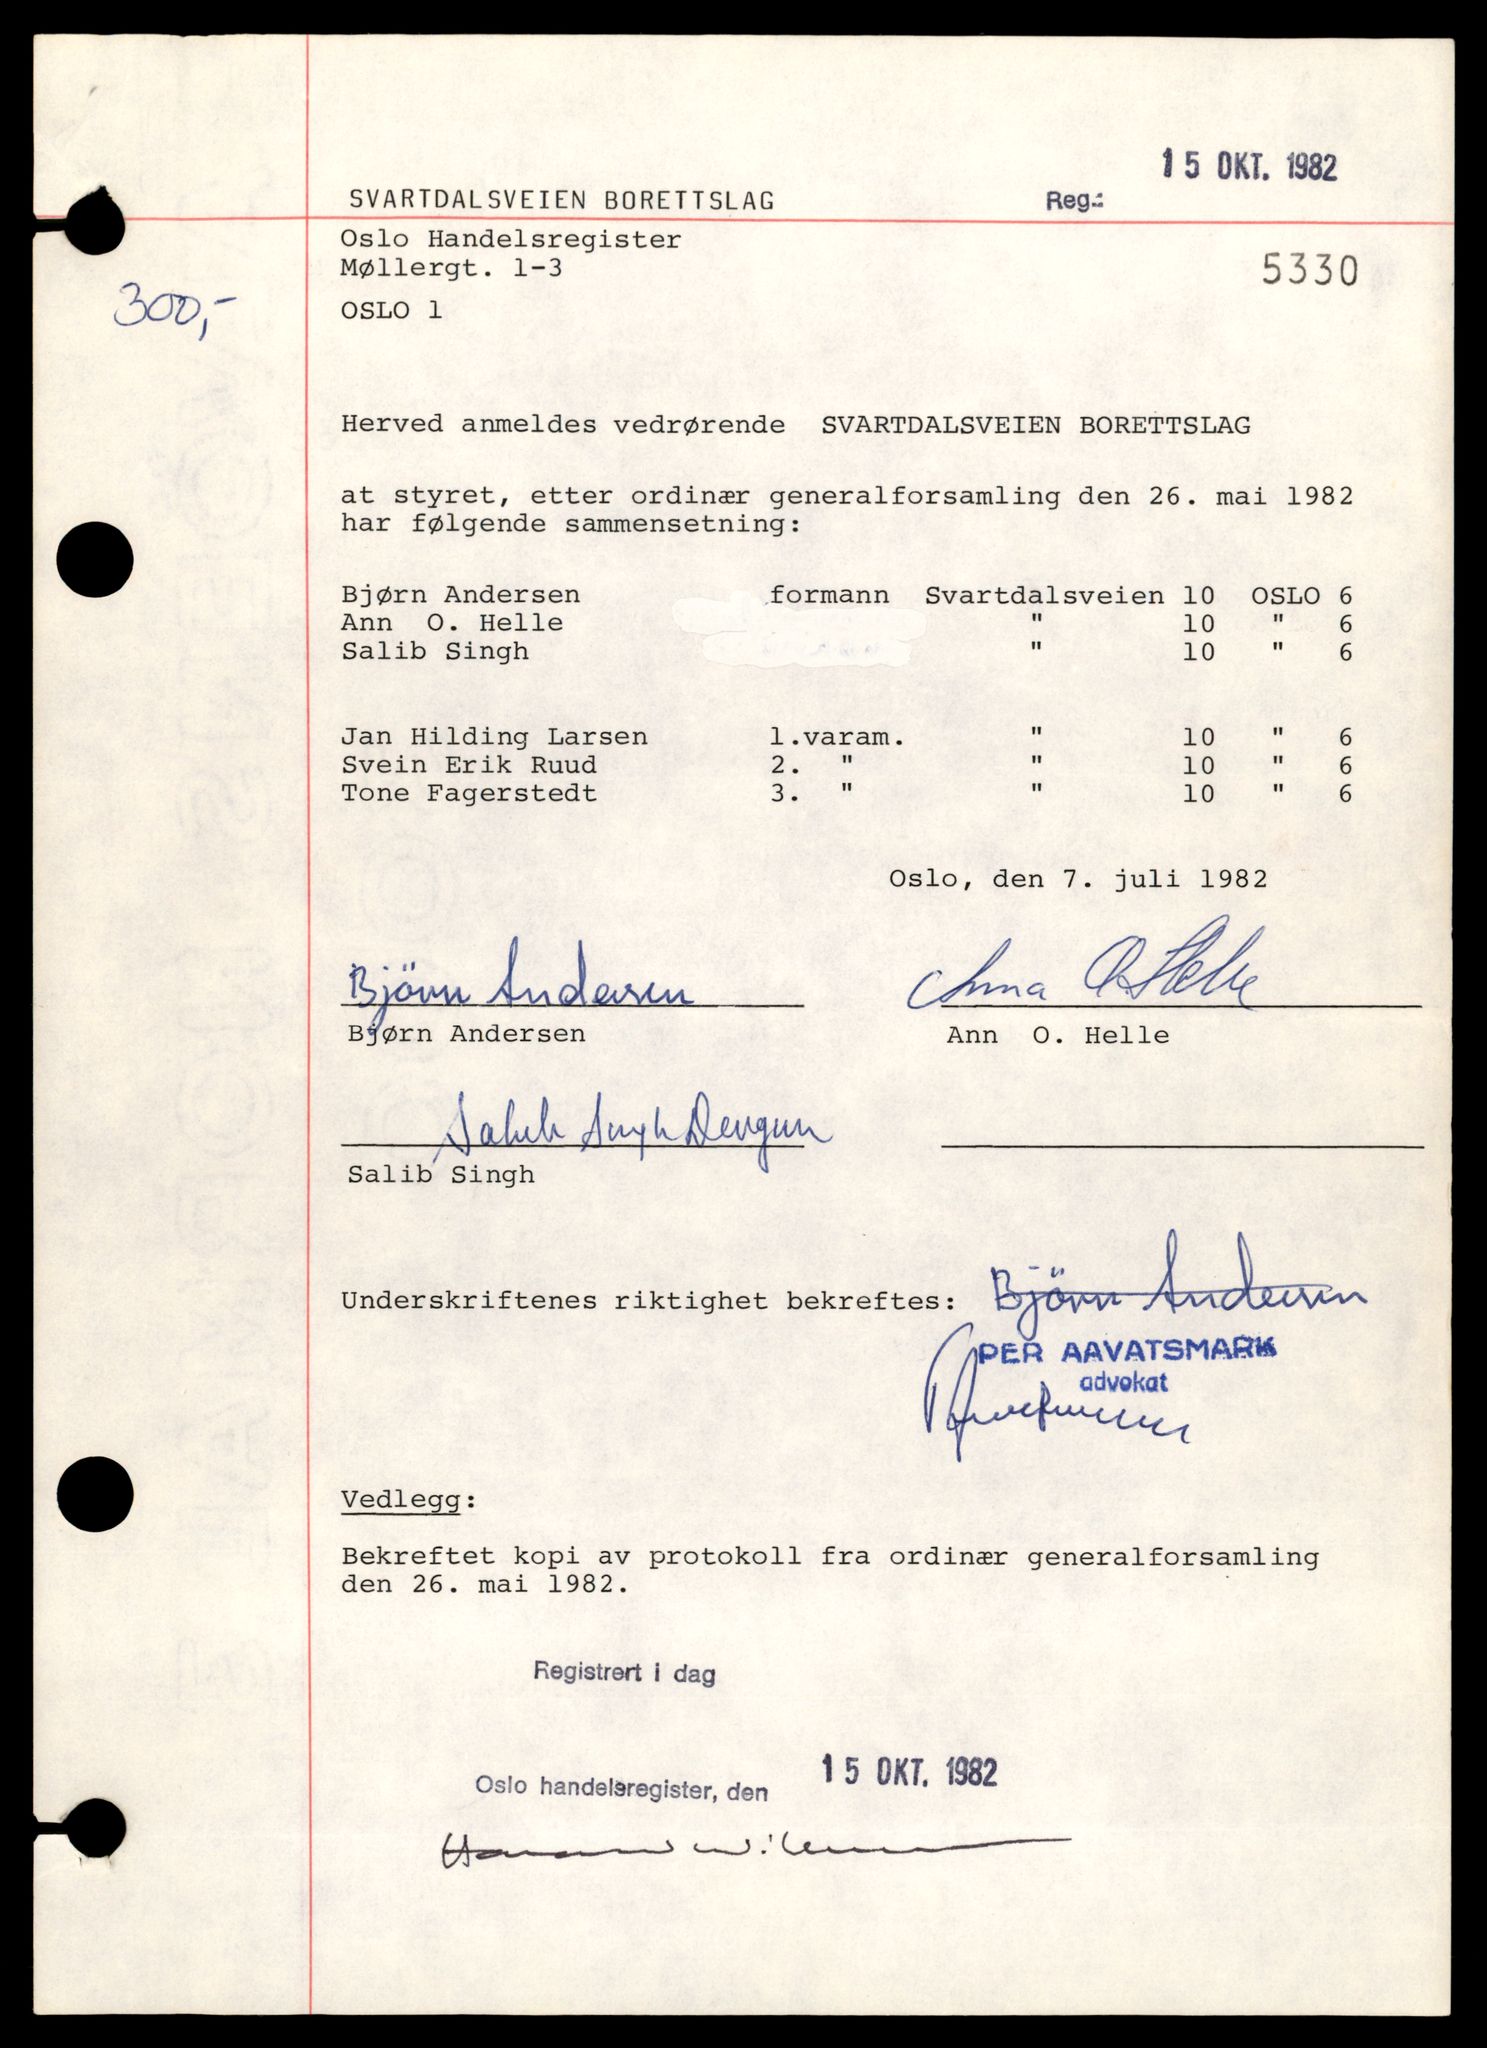 15 OKT. 1982
SVARTDALSVEIEN BORETTSLAG Reg.:
Oslo Handelsregister
Møllergt. 1-3 5330
300,-
OSLO 1
Herved anmeldes vedrørende SVARTDALSVEIEN BORETTSLAG
at styret, etter ordinær generalforsamling den 26. mai 1982
har følgende sammensetning:
Bjørn Andersen formann Svartdalsveien 10 OSLO 6
Ann O. Helle " 10 " 6
Salib Singh " 10 " 6
Jan Hilding Larsen 1.varam. " 10 " 6
Svein Erik Ruud 2. " " 10 " 6
Tone Fagerstedt 3. " " 10 " 6
Oslo, den 7. juli 1982
Björn Andersen Anna O Helle
Bjørn Andersen Ann O. Helle
Singh
Salib Singh
Underskriftenes riktighet bekreftes: Björn Andersen
PER AAVATSMARK
advokat
Vedlegg:
Bekreftet kopi av protokoll fra ordinær generalforsamling
den 26. mai 1982.
Registrert i dag
Oslo handelsregister, den 15 OKT. 1982